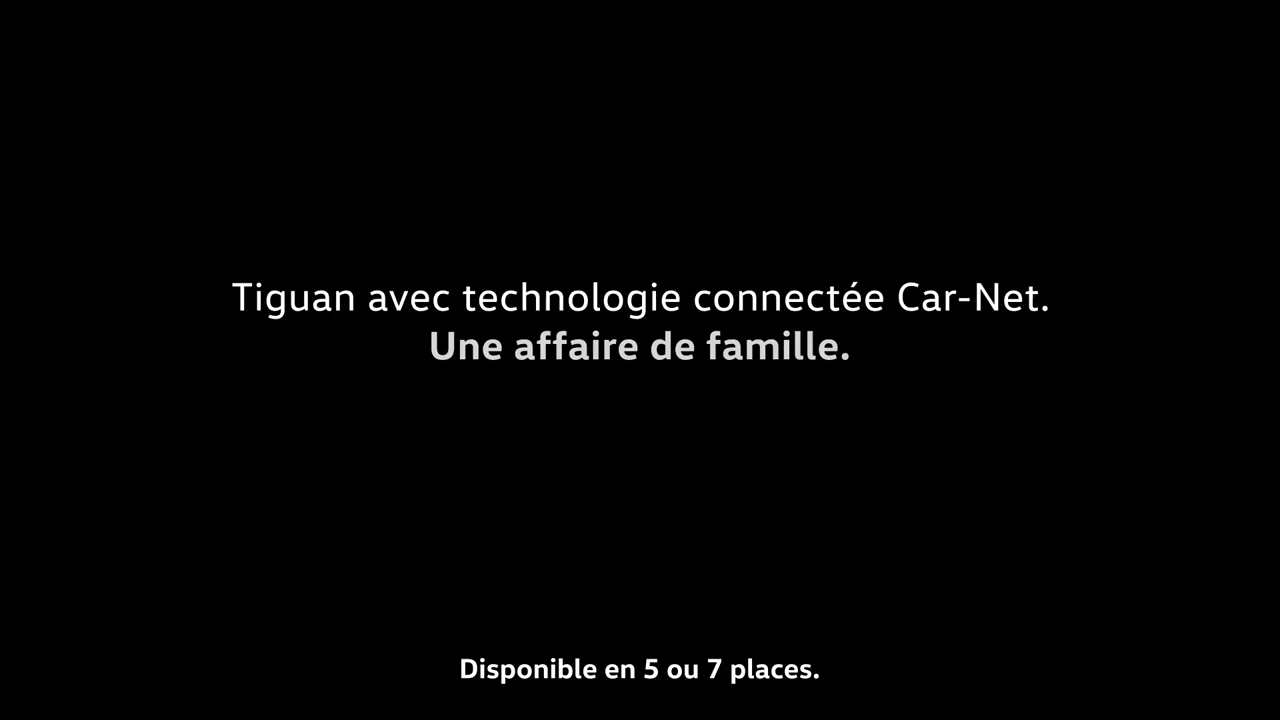 Tiguan avec technologie connectée Car-Net.
Une affaire de famille.
Disponible en 5 ou 7 places.